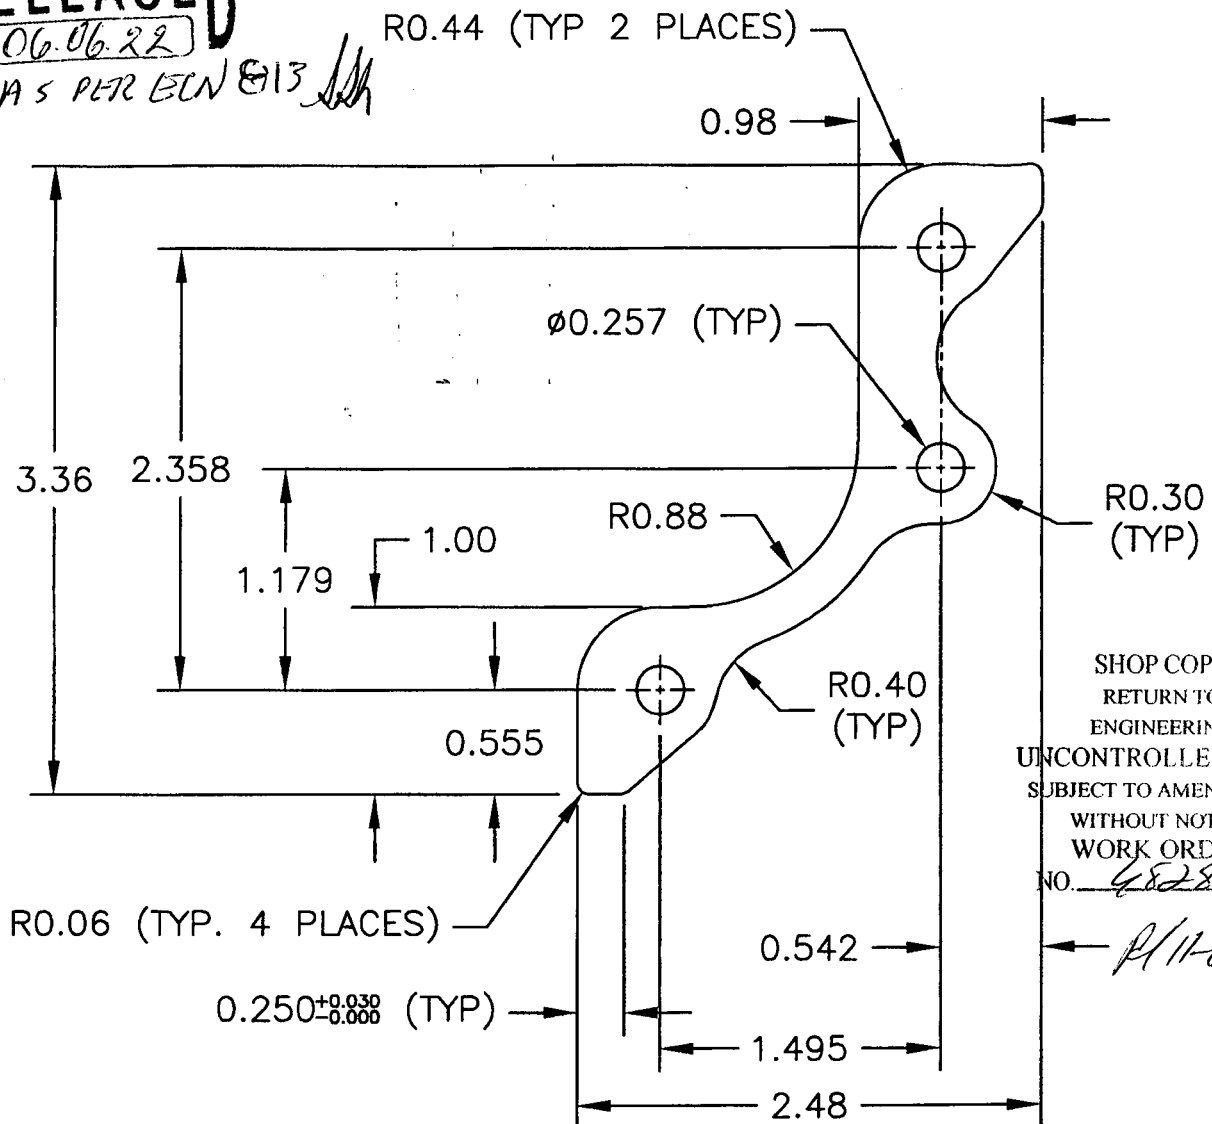 06.06.22
AS PER ECN 813
R0.44 (TYP 2 PLACES)
0.98
Ø0.257 (TYP)
3.36
2.358
R0.88
R0.30
(TYP)
1.00
1.179
R0.40
(TYP)
0.555
SHOP COP
RETURN TO
ENGINEERIN
UNCONTROLLE
SUBJECT TO AMEN
WITHOUT NOT
WORK ORD
NO. 4828
R0.06 (TYP. 4 PLACES)
0.542
0.250+0.030 -0.000 (TYP)
1.495
2.48